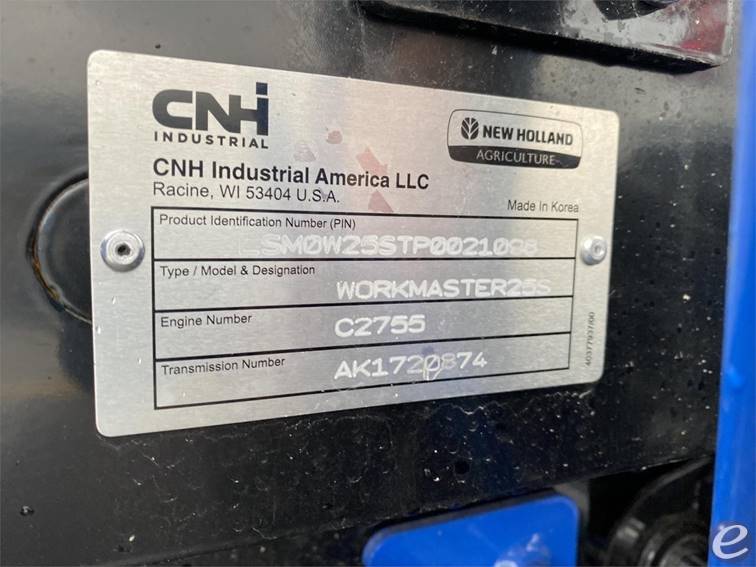 CNH
INDUSTRIAL
NEW HOLLAND
AGRICULTURE
CNH Industrial America LLC
Racine, WI 53404 U.S.A.
Made In Korea
Product Identification Number (PIN)
Type / Model & Designation
WORKMASTER25S
Engine Number
C2755
Transmission Number
AK1720874
e